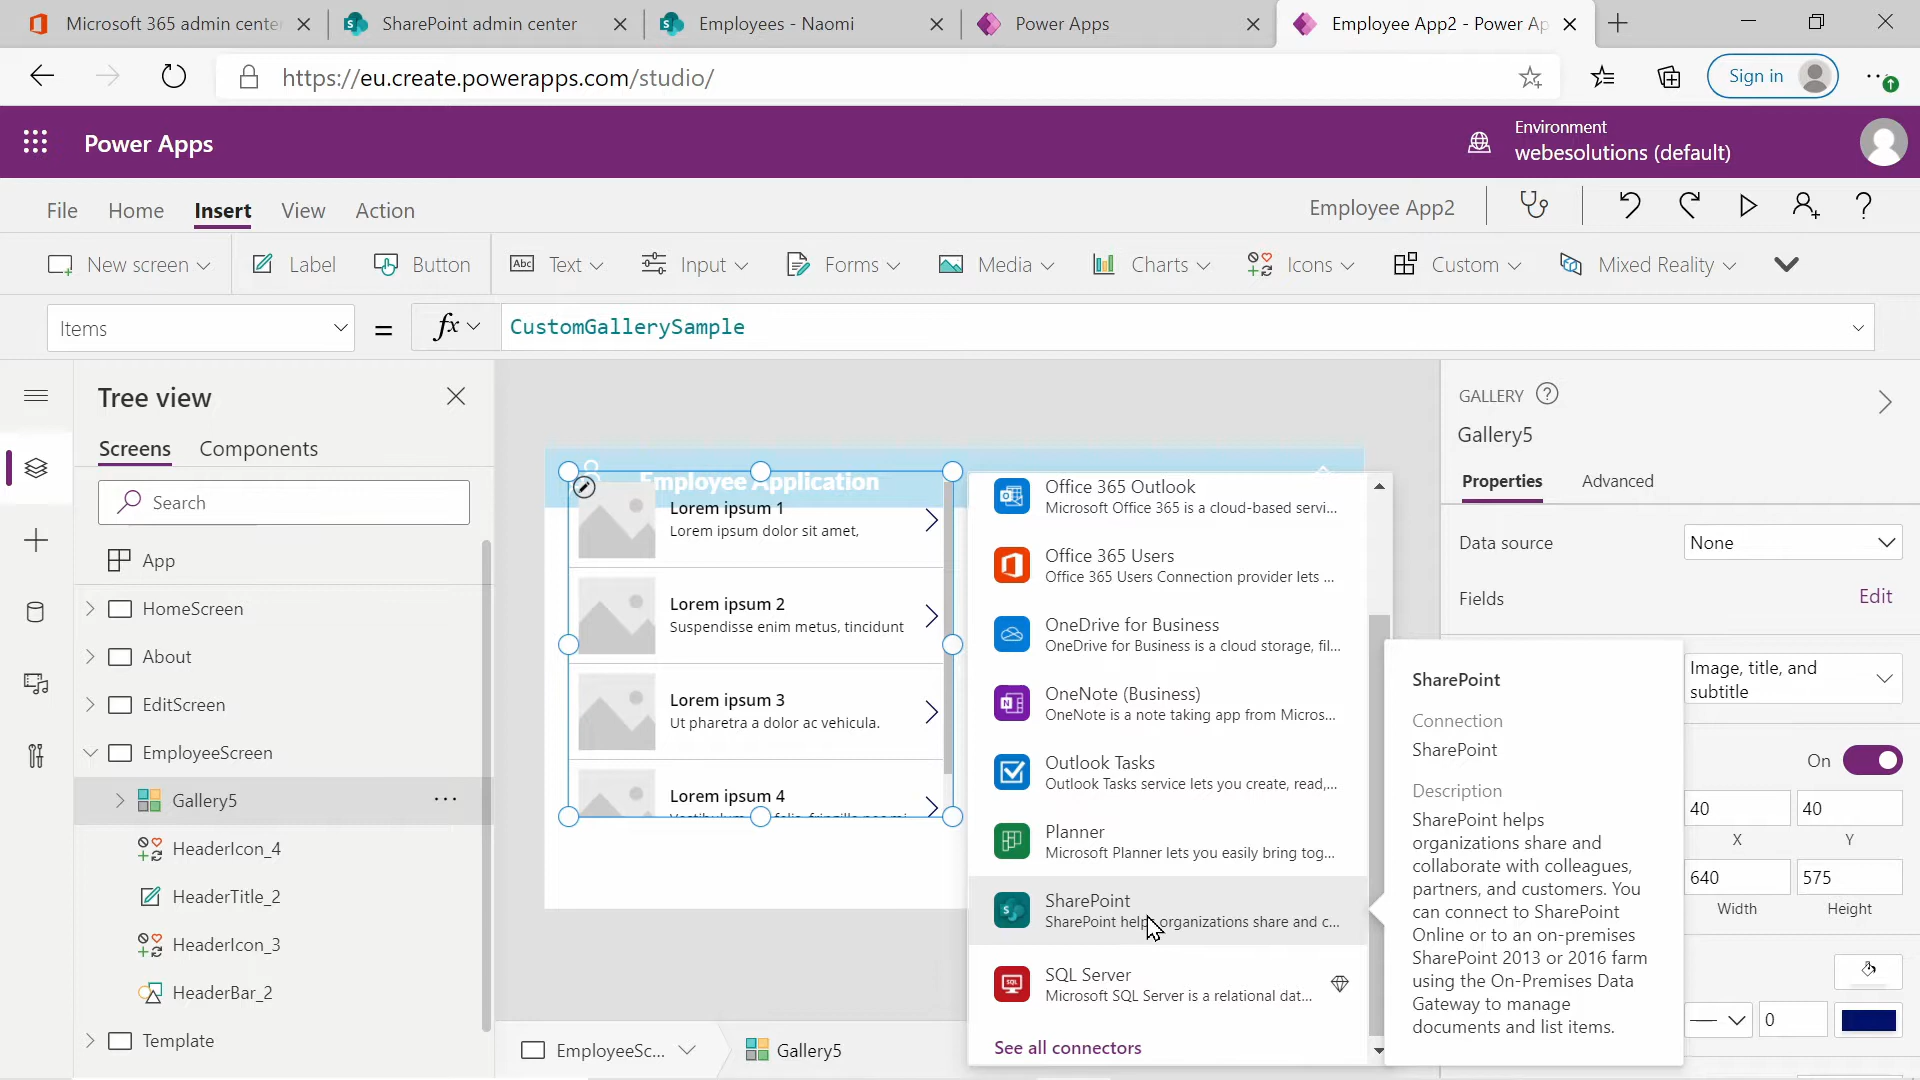 Microsoft 365 admin cente
SharePoint admin center
Employees - Naomi
Power Apps
Employee App2 - Power Ap
https://eu.create.powerapps.com/studio/
Sign in
Power Apps
Environment
webesolutions (default)
File
Home
Insert
View
Action
Employee App2
New screen
Label
Button
Abc
Text
Input
Forms
Media
Charts
Icons
Custom
Mixed Reality
Items
=
fx
CustomGallerySample
Tree view
Screens
Components
Search
App
HomeScreen
About
EditScreen
EmployeeScreen
Gallery5
HeaderIcon_4
HeaderTitle_2
HeaderIcon_3
HeaderBar_2
Template
Employee Application
Lorem ipsum 1
Lorem ipsum dolor sit amet,
Lorem ipsum 2
Suspendisse enim metus, tincidunt
Lorem ipsum 3
Ut pharetra a dolor ac vehicula.
Lorem ipsum 4
Office 365 Outlook
Microsoft Office 365 is a cloud-based servi...
Office 365 Users
Office 365 Users Connection provider lets ...
OneDrive for Business
OneDrive for Business is a cloud storage, fil...
OneNote (Business)
OneNote is a note taking app from Micros...
Outlook Tasks
Outlook Tasks service lets you create, read,...
Planner
Microsoft Planner lets you easily bring tog...
SharePoint
SharePoint help organizations share and c...
SQL Server
Microsoft SQL Server is a relational dat...
See all connectors
SharePoint
Connection
SharePoint
Description
SharePoint helps
organizations share and
collaborate with colleagues,
partners, and customers. You
can connect to SharePoint
Online or to an on-premises
SharePoint 2013 or 2016 farm
using the On-Premises Data
Gateway to manage
documents and list items.
GALLERY
Gallery5
Properties
Advanced
Data source
None
Fields
Edit
Image, title, and
subtitle
On
40
40
X
Y
640
575
Width
Height
0
EmployeeSc...
Gallery5